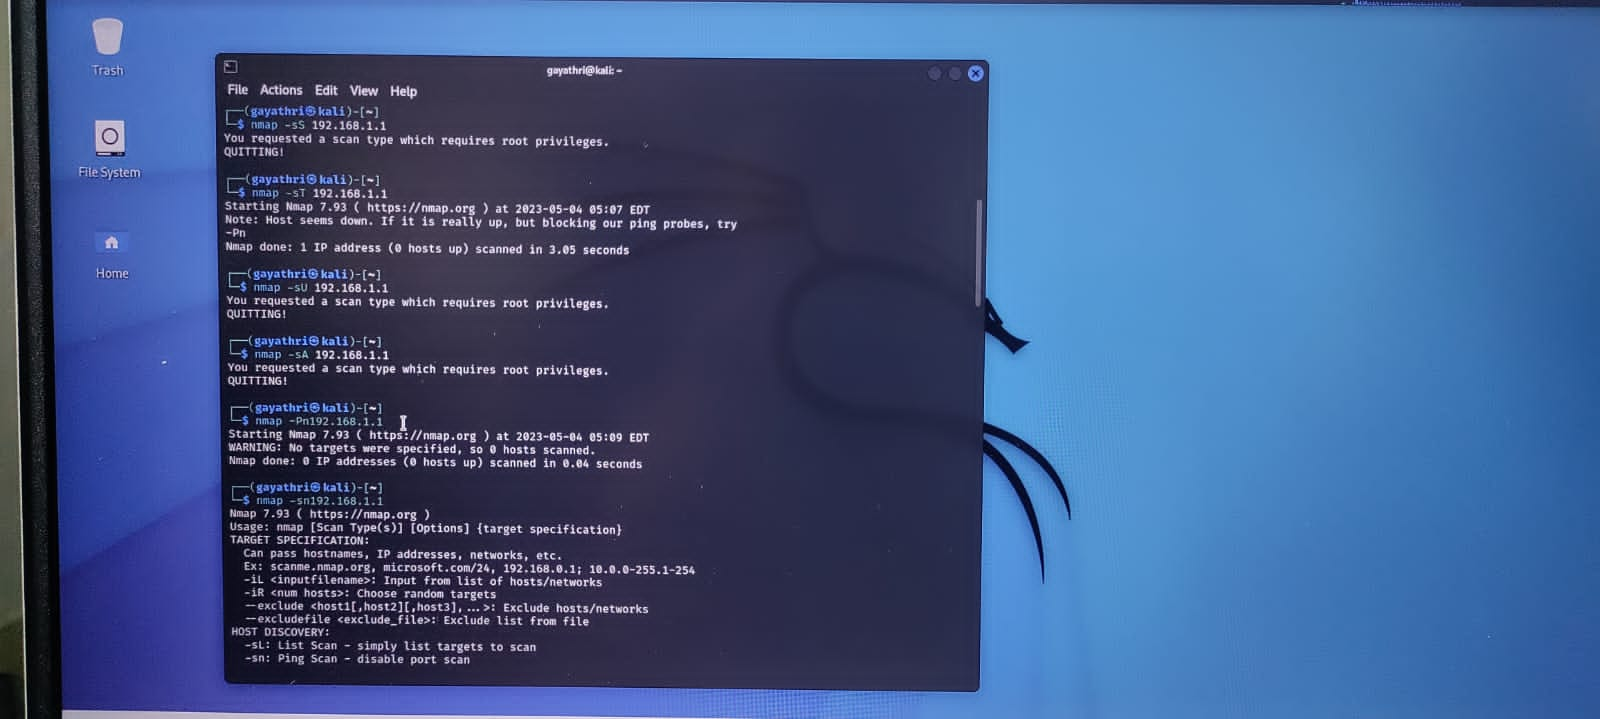 Trash
File System
Home
gayathri@kali: ~
File Actions Edit View Help
┌──(gayathri㉿kali)-[~]
└─$ nmap -sS 192.168.1.1
You requested a scan type which requires root privileges.
QUITTING!
┌──(gayathri㉿kali)-[~]
└─$ nmap -sT 192.168.1.1
Starting Nmap 7.93 ( https://nmap.org ) at 2023-05-04 05:07 EDT
Note: Host seems down. If it is really up, but blocking our ping probes, try
-Pn
Nmap done: 1 IP address (0 hosts up) scanned in 3.05 seconds
┌──(gayathri㉿kali)-[~]
└─$ nmap -sU 192.168.1.1
You requested a scan type which requires root privileges.
QUITTING!
┌──(gayathri㉿kali)-[~]
└─$ nmap -sA 192.168.1.1
You requested a scan type which requires root privileges.
QUITTING!
┌──(gayathri㉿kali)-[~]
└─$ nmap -Pn192.168.1.1
Starting Nmap 7.93 ( https://nmap.org ) at 2023-05-04 05:09 EDT
WARNING: No targets were specified, so 0 hosts scanned.
Nmap done: 0 IP addresses (0 hosts up) scanned in 0.04 seconds
┌──(gayathri㉿kali)-[~]
└─$ nmap -sn192.168.1.1
Nmap 7.93 ( https://nmap.org )
Usage: nmap [Scan Type(s)] [Options] {target specification}
TARGET SPECIFICATION:
Can pass hostnames, IP addresses, networks, etc.
Ex: scanme.nmap.org, microsoft.com/24, 192.168.0.1; 10.0.0-255.1-254
-iL <inputfilename>: Input from list of hosts/networks
-iR <num hosts>: Choose random targets
--exclude <host1[,host2][,host3],...>: Exclude hosts/networks
--excludefile <exclude_file>: Exclude list from file
HOST DISCOVERY:
-sL: List Scan - simply list targets to scan
-sn: Ping Scan - disable port scan